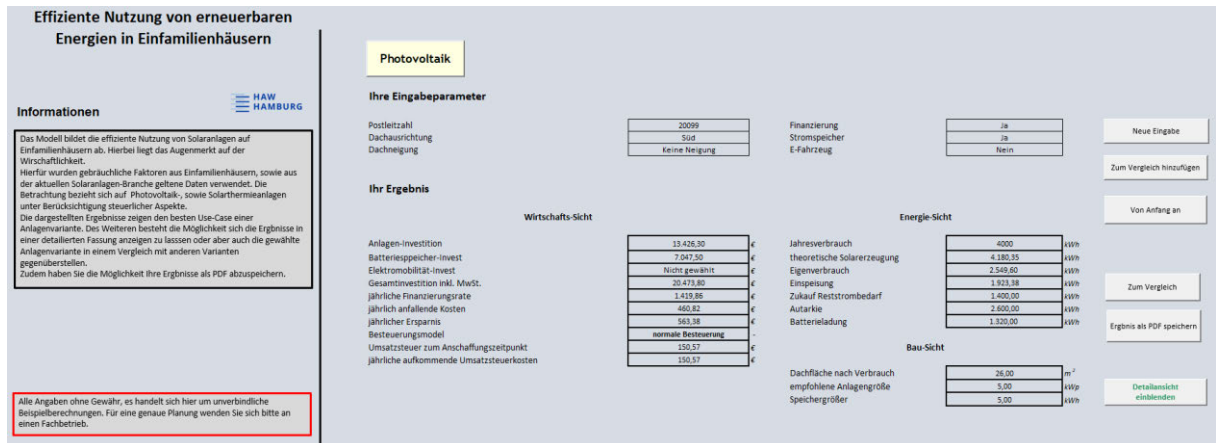 Effiziente Nutzung von erneuerbaren
Energien in Einfamilienhäusern
HAW
HAMBURG
Informationen
Das Modell bildet die effiziente Nutzung von Solaranlagen auf
Einfamilienhäusern ab. Hierbei liegt das Augenmerkt auf der
Wirschaftlichkeit.
Hierfür wurden gebräuchliche Faktoren aus Einfamilienhäusern, sowie aus
der aktuellen Solaranlagen-Branche geltene Daten verwendet. Die
Betrachtung bezieht sich auf Photovoltaik-, sowie Solarthermieanlagen
unter Berücksichtigung steuerlicher Aspekte.
Die dargestellten Ergebnisse zeigen den besten Use-Case einer
Anlagenvariante. Des Weiteren besteht die Möglichkeit sich die Ergbnisse in
einer detailierten Fassung anzeigen zu lasssen oder aber auch die gewählte
Anlagenvariante in einem Vergleich mit anderen Varianten
gegenüberstellen.
Zudem haben Sie die Möglichkeit Ihre Ergbnisse als PDF abzuspeichern.
Alle Angaben ohne Gewähr, es handelt sich hier um unverbindliche
Beispielberechnungen. Für eine genaue Planung wenden Sie sich bitte an
einen Fachbetrieb.
Photovoltaik
Ihre Eingabeparameter
Postleitzahl 20099 Finanzierung Ja
Dachausrichtung Süd Stromspeicher Ja
Dachneigung Keine Neigung E-Fahrzeug Nein
Ihr Ergebnis
Wirtschafts-Sicht
Anlagen-Investition 13.426,30 €
Batteriesppeicher-Invest 7.047,50 €
Elektromobilität-Invest Nicht gewählt €
Gesamtinvestition inkl. MwSt. 20.473,80 €
jährliche Finanzierungsrate 1.419,86 €
jährlich anfallende Kosten 460,82 €
jährlicher Ersparnis 563,38 €
Besteuerungsmodel normale Besteuerung -
Umsatzsteuer zum Anschaffungszeitpunkt 150,57 €
jährliche aufkommende Umsatzsteuerkosten 150,57 €
Energie-Sicht
Jahresverbrauch 4000 kWh
theoretische Solarerzeugung 4.180,35 kWh
Eigenverbrauch 2.549,60 kWh
Einspeisung 1.923,38 kWh
Zukauf Reststrombedarf 1.400,00 kWh
Autarkie 2.600,00 kWh
Batterieladung 1.320,00 kWh
Bau-Sicht
Dachfläche nach Verbrauch 26,00 m²
empfohlene Anlagengröße 5,00 kWp
Speichergrößer 5,00 kWh
Neue Eingabe
Zum Vergleich hinzufügen
Von Anfang an
Zum Vergleich
Ergbnis als PDF speichern
Detailansicht
einblenden